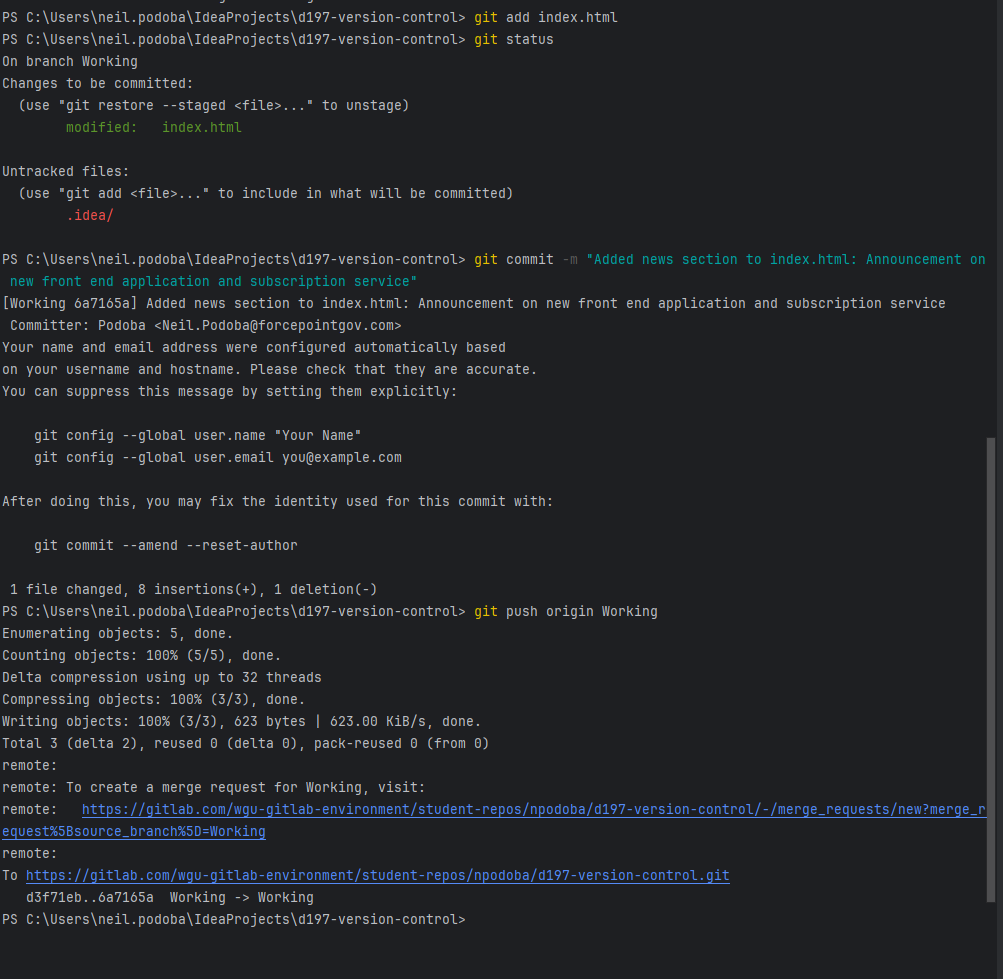 PS C:\Users\neil.podoba\IdeaProjects\d197-version-control> git add index.html
PS C:\Users\neil.podoba\IdeaProjects\d197-version-control> git status
On branch Working
Changes to be committed:
  (use "git restore --staged <file>..." to unstage)
        modified:   index.html

Untracked files:
  (use "git add <file>..." to include in what will be committed)
        .idea/

PS C:\Users\neil.podoba\IdeaProjects\d197-version-control> git commit -m "Added news section to index.html: Announcement on
 new front end application and subscription service"
[Working 6a7165a] Added news section to index.html: Announcement on new front end application and subscription service
 Committer: Podoba <Neil.Podoba@forcepointgov.com>
Your name and email address were configured automatically based
on your username and hostname. Please check that they are accurate.
You can suppress this message by setting them explicitly:

    git config --global user.name "Your Name"
    git config --global user.email you@example.com

After doing this, you may fix the identity used for this commit with:

    git commit --amend --reset-author

 1 file changed, 8 insertions(+), 1 deletion(-)
PS C:\Users\neil.podoba\IdeaProjects\d197-version-control> git push origin Working
Enumerating objects: 5, done.
Counting objects: 100% (5/5), done.
Delta compression using up to 32 threads
Compressing objects: 100% (3/3), done.
Writing objects: 100% (3/3), 623 bytes | 623.00 KiB/s, done.
Total 3 (delta 2), reused 0 (delta 0), pack-reused 0 (from 0)
remote:
remote: To create a merge request for Working, visit:
remote:   https://gitlab.com/wgu-gitlab-environment/student-repos/npodoba/d197-version-control/-/merge_requests/new?merge_r
equest%5Bsource_branch%5D=Working
remote:
To https://gitlab.com/wgu-gitlab-environment/student-repos/npodoba/d197-version-control.git
   d3f71eb..6a7165a  Working -> Working
PS C:\Users\neil.podoba\IdeaProjects\d197-version-control>